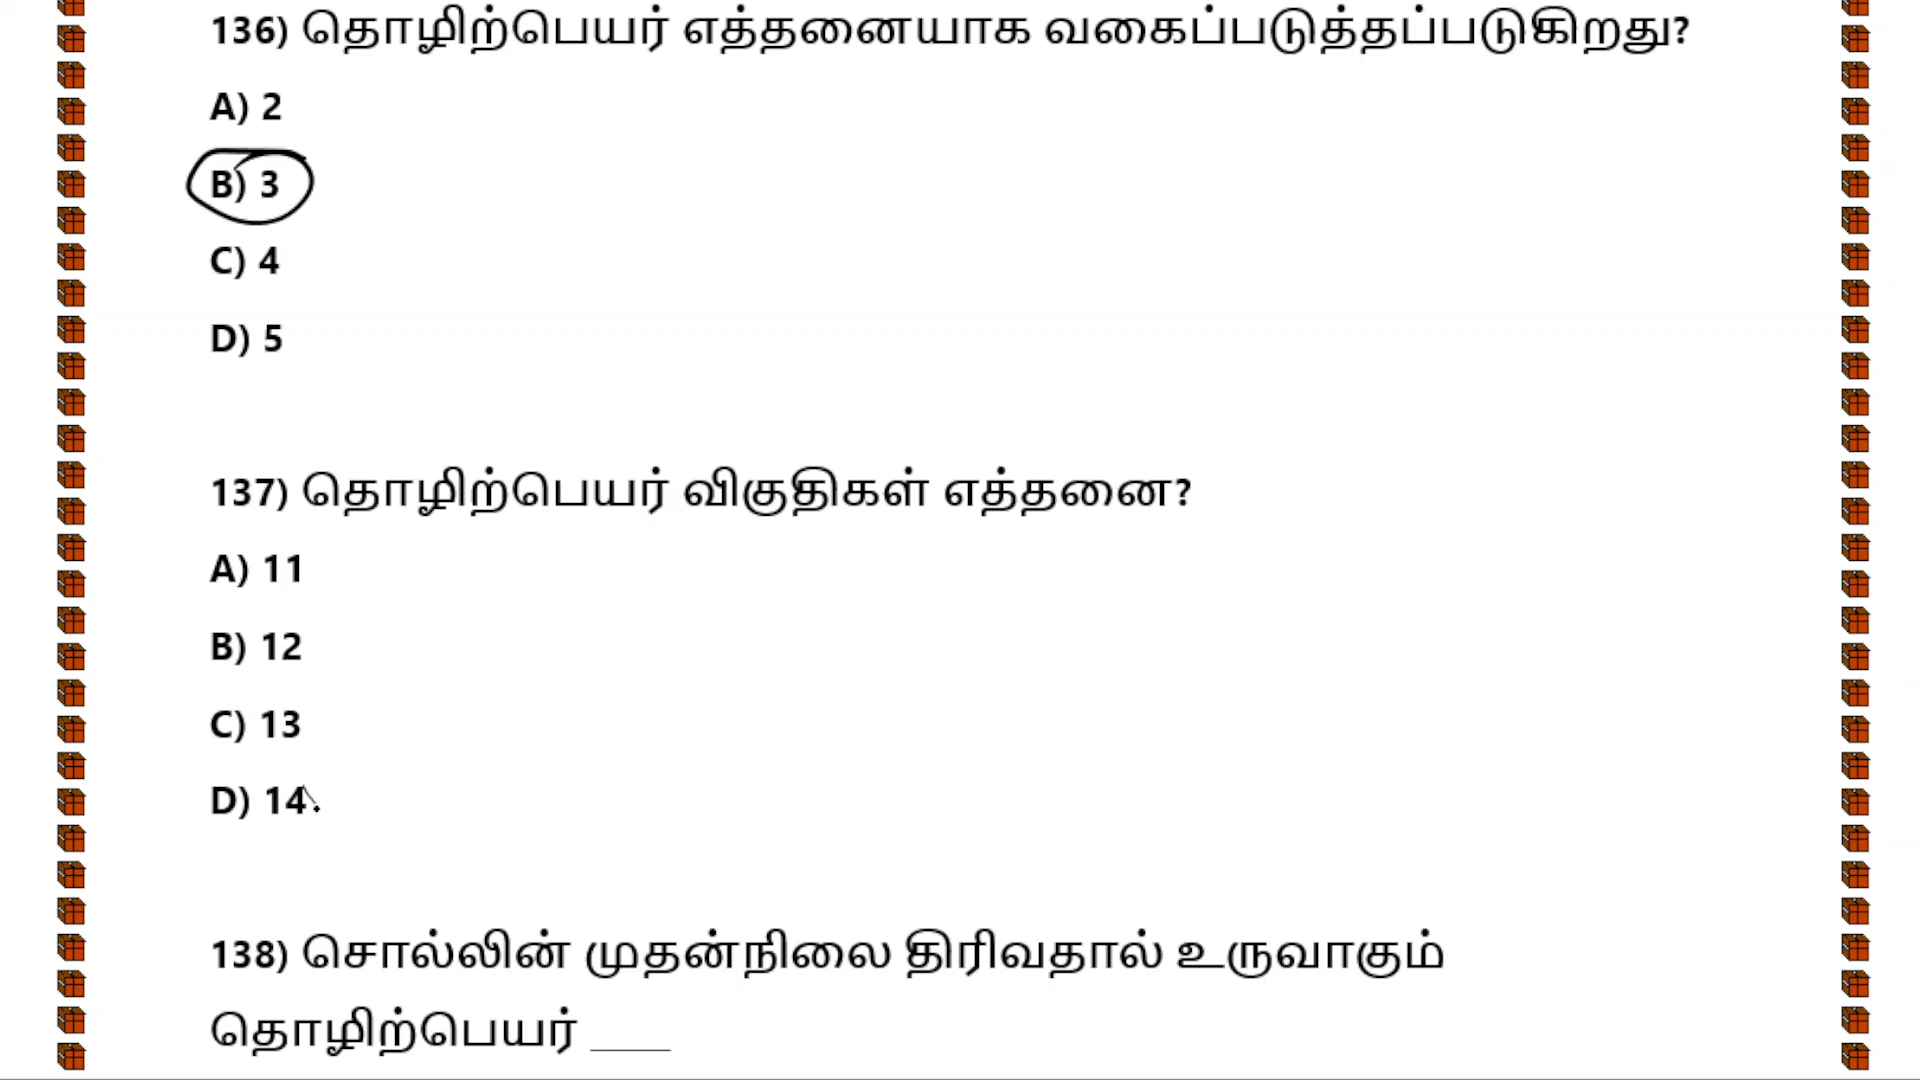 136) தொழிற்பெயர் எத்தனையாக வகைப்படுத்தப்படுகிறது?
A) 2
B) 3
C) 4
D) 5
137) தொழிற்பெயர் விகுதிகள் எத்தனை?
A) 11
B) 12
C) 13
D) 14
138) சொல்லின் முதன்நிலை திரிவதால் உருவாகும்
தொழிற்பெயர் ____